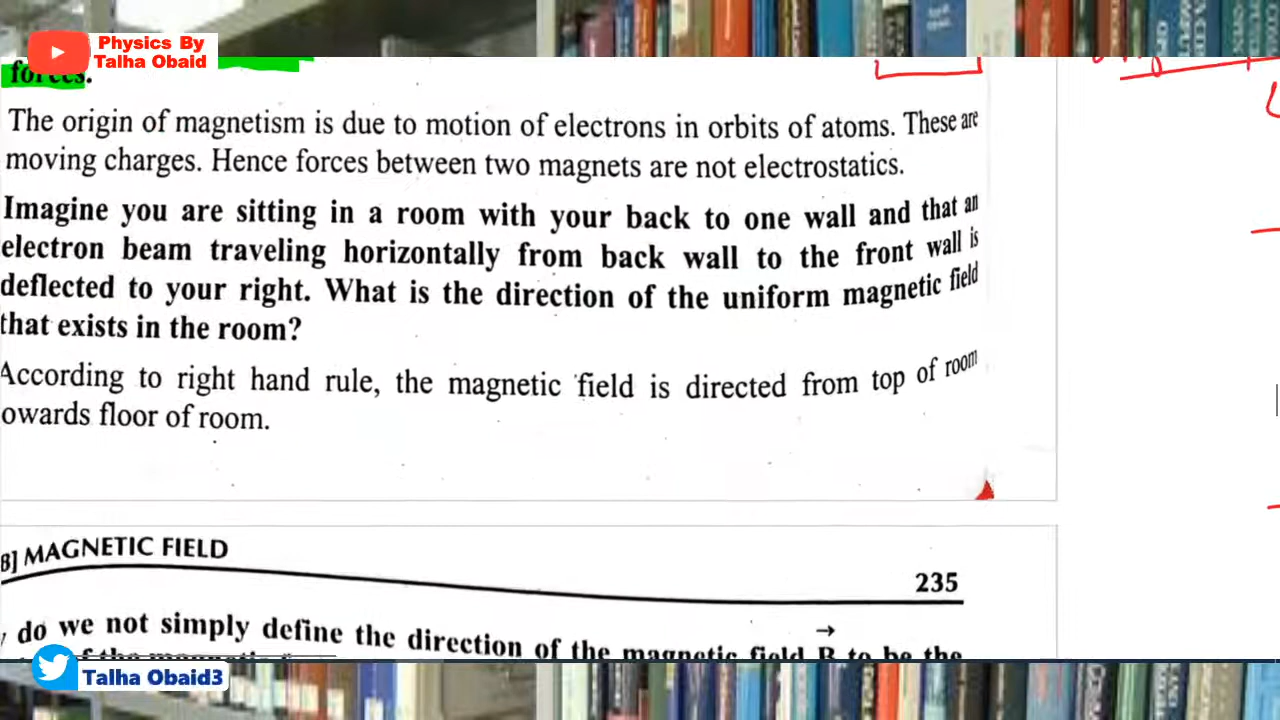 Physics By
Talha Obaid
forces.
The origin of magnetism is due to motion of electrons in orbits of atoms. These are
moving charges. Hence forces between two magnets are not electrostatics.
Imagine you are sitting in a room with your back to one wall and that an
electron beam traveling horizontally from back wall to the front wall is
deflected to your right. What is the direction of the uniform magnetic field
that exists in the room?
According to right hand rule, the magnetic field is directed from top of room
owards floor of room.
8] MAGNETIC FIELD
235
do we not simply define the direction of the magnetic field B to be the
of the magnetic
Talha Obaid3